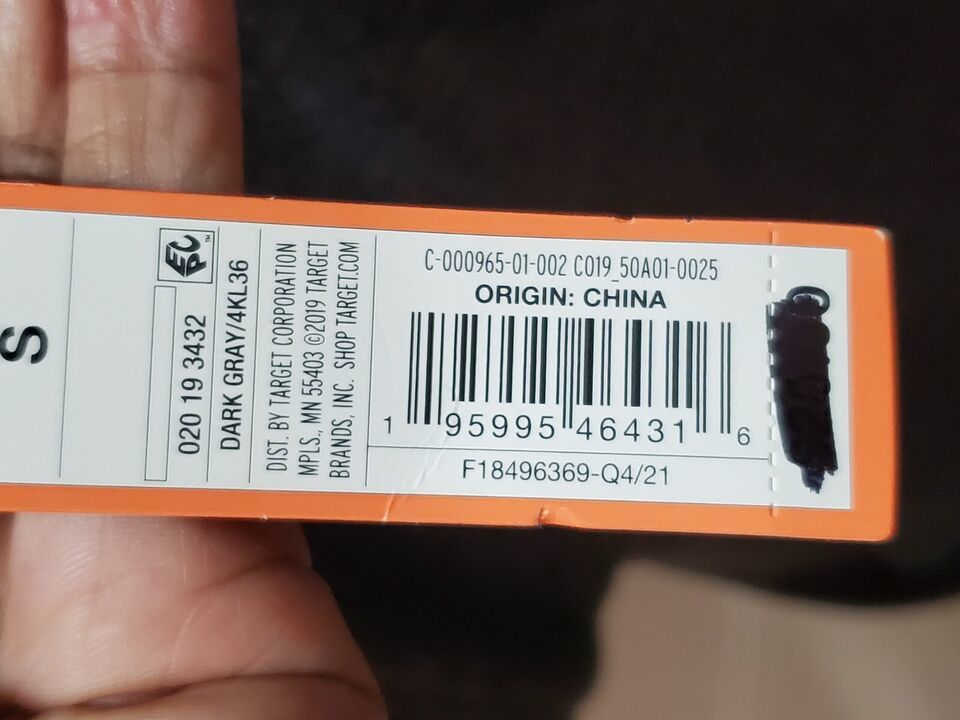 S
EPC™
020 19 3432
DARK GRAY/4KL36
DIST. BY TARGET CORPORATION
MPLS., MN 55403 ©2019 TARGET
BRANDS, INC. SHOP TARGET.COM
C-000965-01-002 C019_50A01-0025
ORIGIN: CHINA
1 95995 46431 6
F18496369-Q4/21